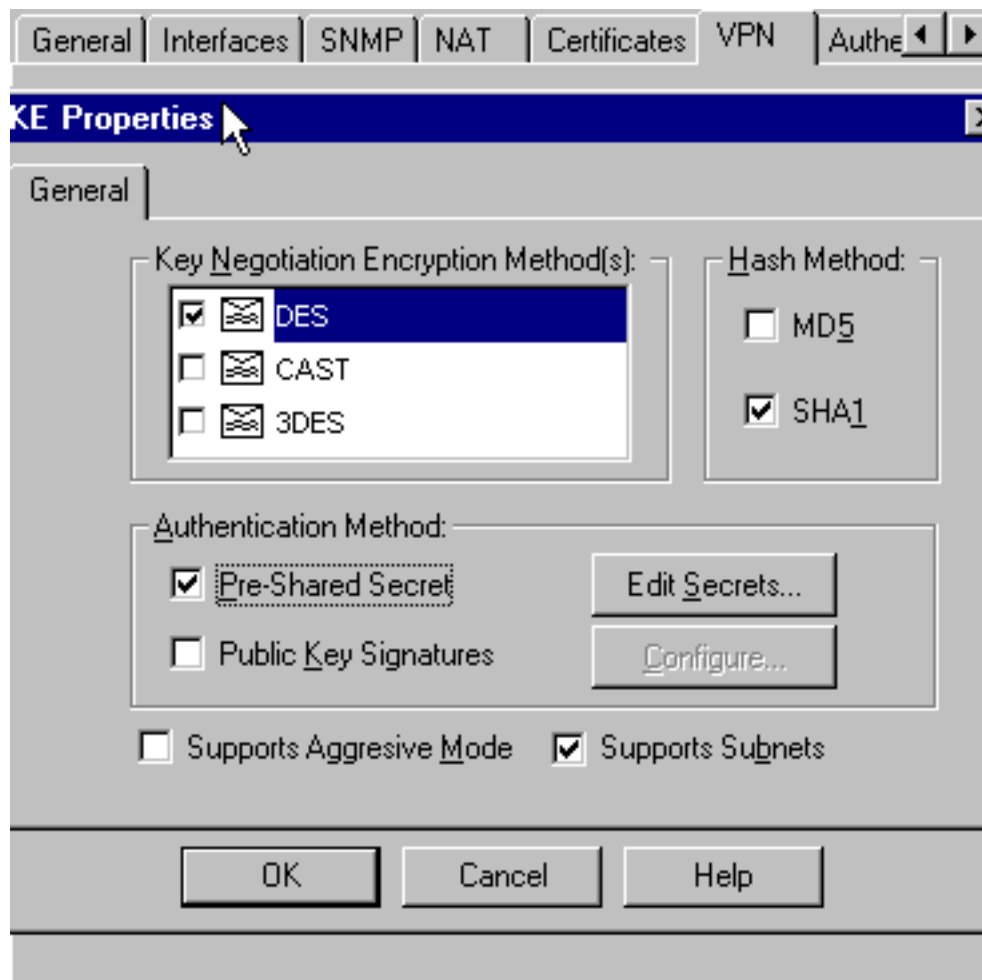 General Interfaces SNMP NAT Certificates VPN Authe
KE Properties
General
Key Negotiation Encryption Method(s):
DES
CAST
3DES
Hash Method:
MD5
SHA1
Authentication Method:
Pre-Shared Secret
Edit Secrets...
Public Key Signatures
Configure...
Supports Aggresive Mode
Supports Subnets
OK Cancel Help